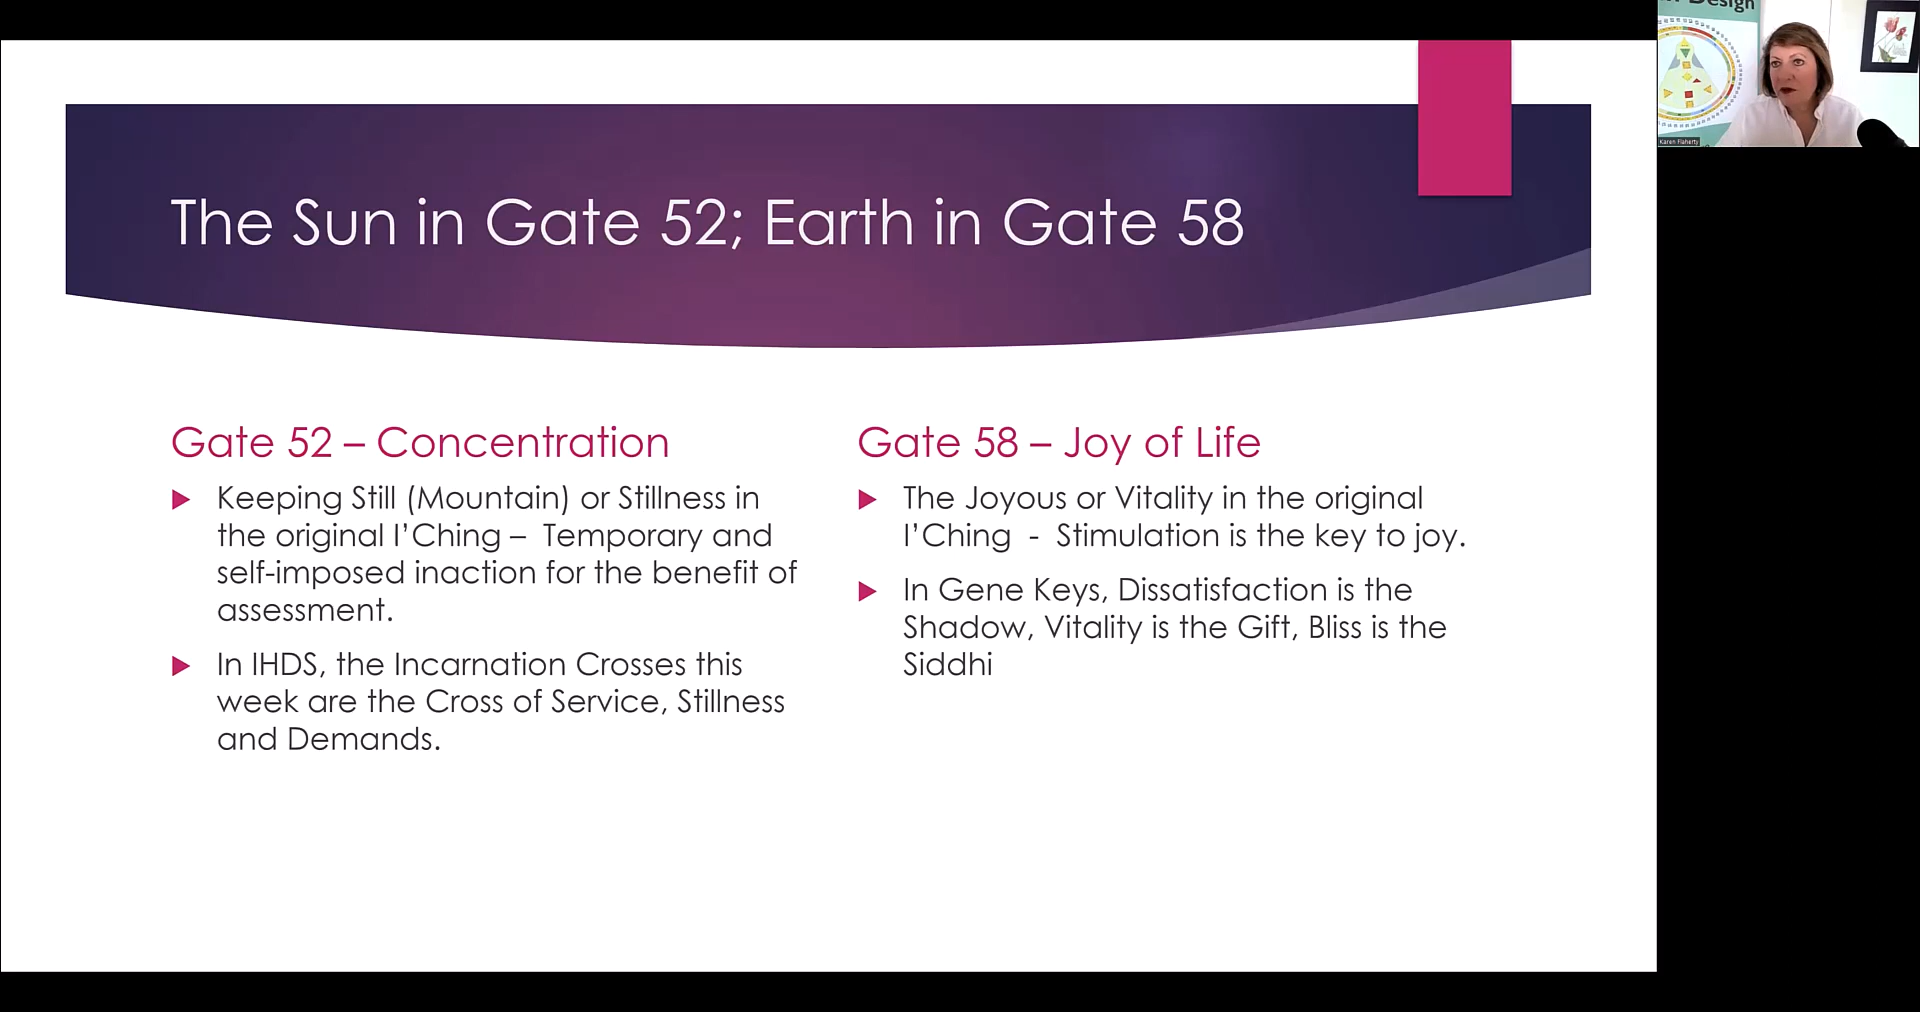 The Sun in Gate 52; Earth in Gate 58
Gate 52 – Concentration
Keeping Still (Mountain) or Stillness in
the original I’Ching – Temporary and
self-imposed inaction for the benefit of
assessment.
In IHDS, the Incarnation Crosses this
week are the Cross of Service, Stillness
and Demands.
Gate 58 – Joy of Life
The Joyous or Vitality in the original
I’Ching - Stimulation is the key to joy.
In Gene Keys, Dissatisfaction is the
Shadow, Vitality is the Gift, Bliss is the
Siddhi
Design
Karen Flaherty